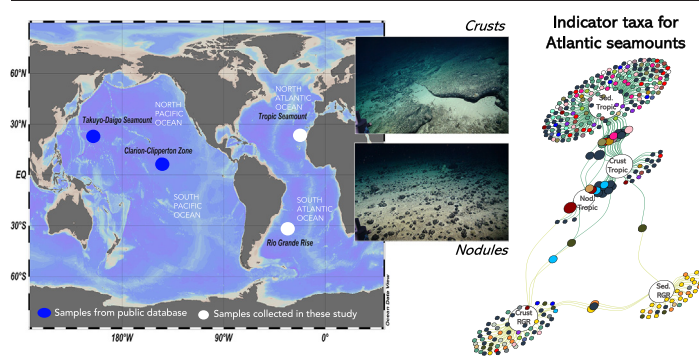 Crusts
Indicator taxa for
Atlantic seamounts
60°N
30°N
EQ
30°S
60°S
NORTH
PACIFIC
OCEAN
NORTH
ATLANTIC
OCEAN
Takuyo-Daigo Seamount
Tropic Seamount
Clarion-Clipperton Zone
SOUTH
PACIFIC
OCEAN
SOUTH
ATLANTIC
OCEAN
Rio Grande Rise
Nodules
Samples from public database
Samples collected in these study
180°W
90°W
0°
Ocean Data View
Sed.
Tropic
Crust
Tropic
Nod.
Tropic
Sed.
RGR
Crust
RGR